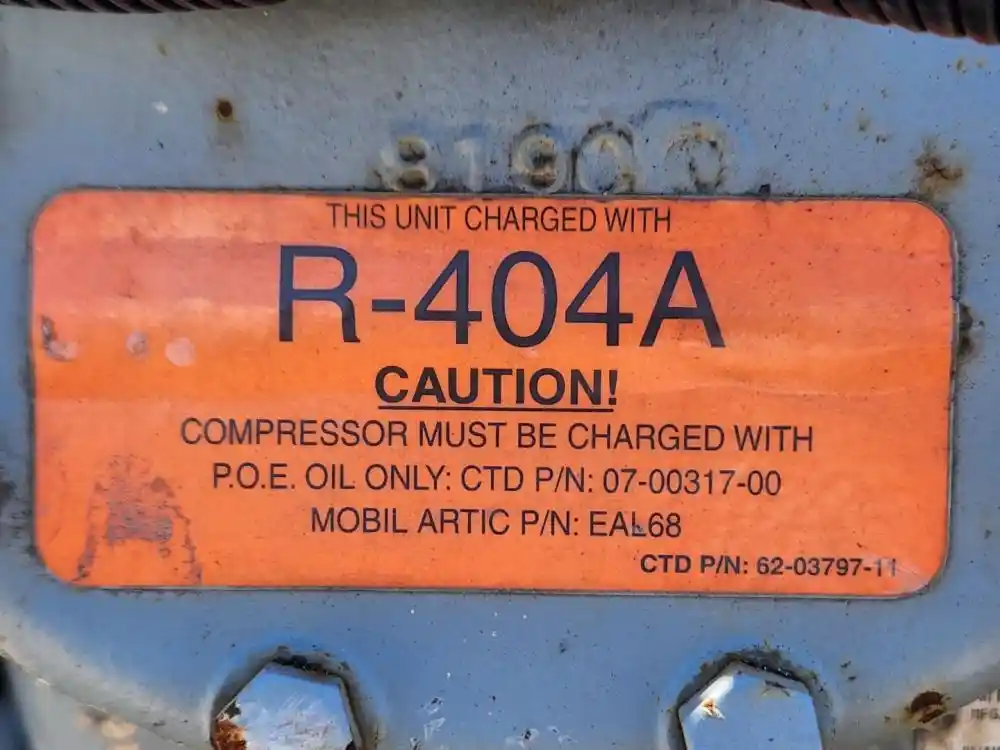 THIS UNIT CHARGED WITH
R-404A
CAUTION!
COMPRESSOR MUST BE CHARGED WITH
P.O.E. OIL ONLY: CTD P/N: 07-00317-00
MOBIL ARTIC P/N: EAL68
CTD P/N: 62-03797-11
MFG.